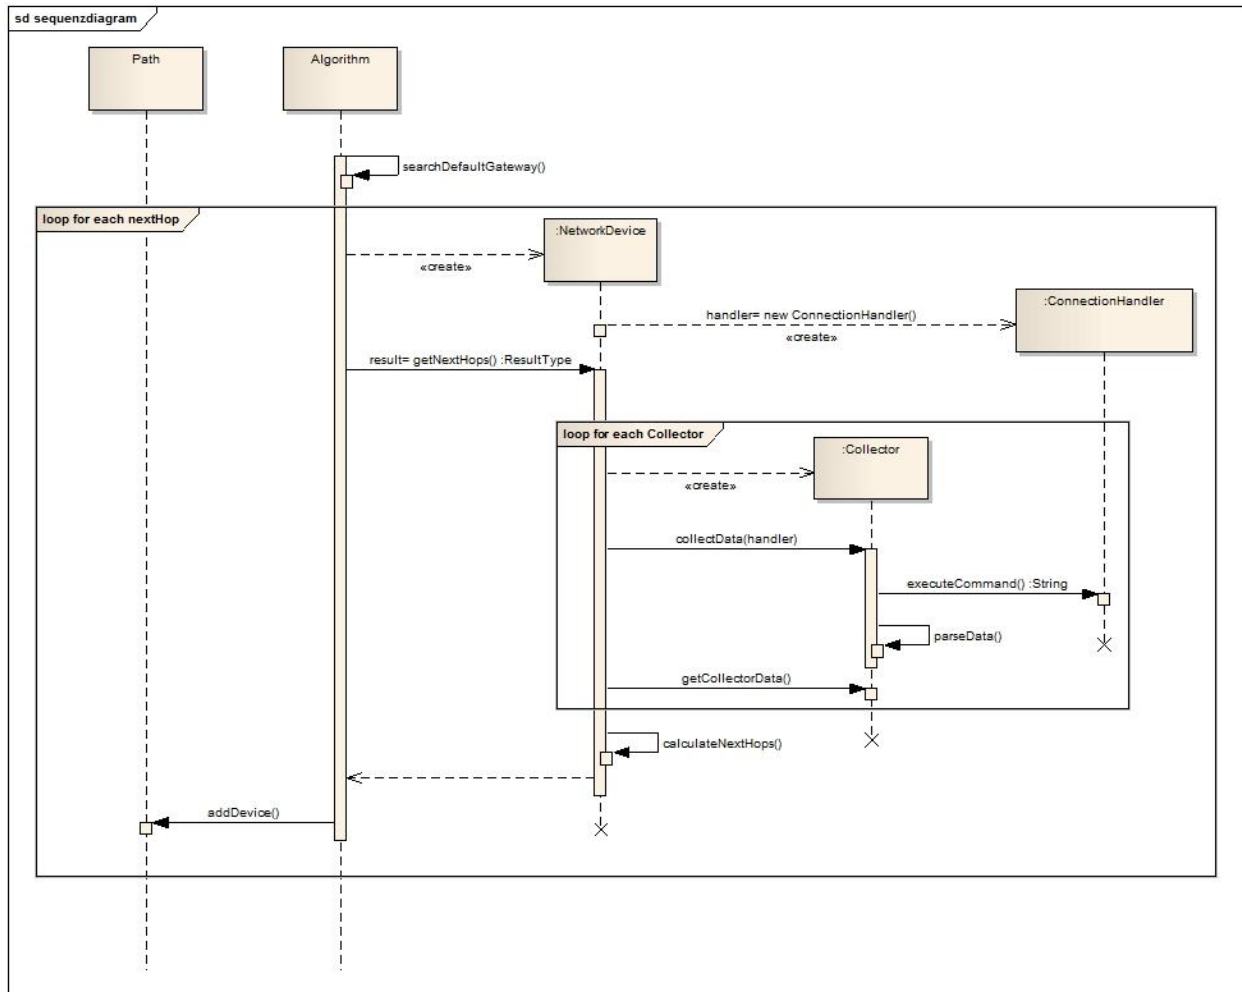 sd sequenzdiagram
Path
Algorithm
searchDefaultGateway()
loop for each nextHop
:NetworkDevice
«create»
:ConnectionHandler
handler= new ConnectionHandler()
«create»
result= getNextHops() :ResultType
loop for each Collector
:Collector
«create»
collectData(handler)
executeCommand() :String
parseData()
getCollectorData()
calculateNextHops()
addDevice()